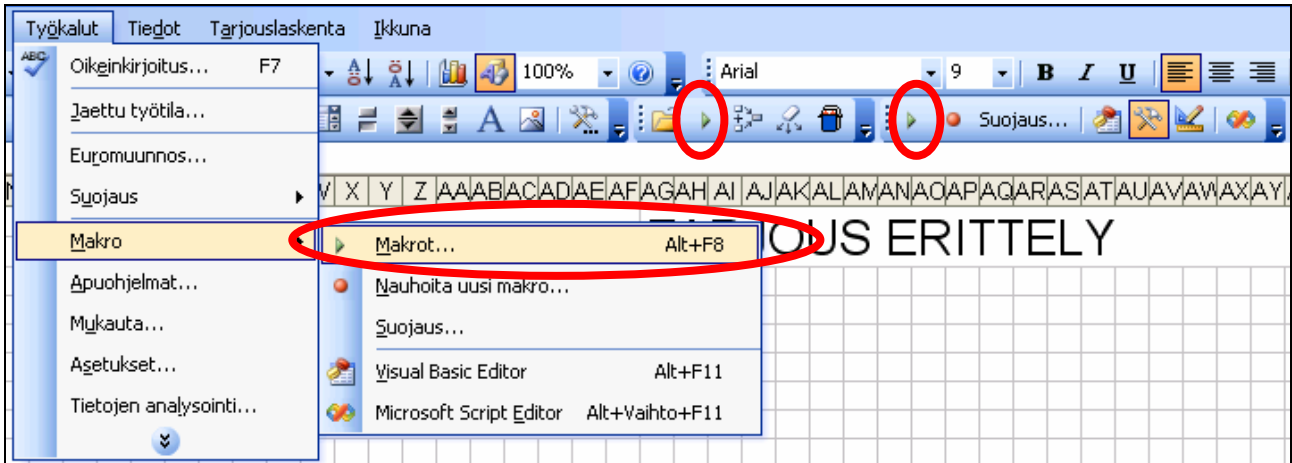 Työkalut Tiedot Tarjouslaskenta Ikkuna
ABC Oikeinkirjoitus... F7
100% Arial 9 B I U
Jaettu työtila...
A Suojaus...
Euromuunnos...
Suojaus
X Y Z AA AB AC AD AE AF AG AH AI AJ AK AL AM AN AO AP AQ AR AS AT AU AV AW AX AY
Makro
OUS ERITTELY
Makrot... Alt+F8
Apuohjelmat...
Nauhoita uusi makro...
Mukauta...
Suojaus...
Asetukset...
Visual Basic Editor Alt+F11
Tietojen analysointi...
Microsoft Script Editor Alt+Vaihto+F11